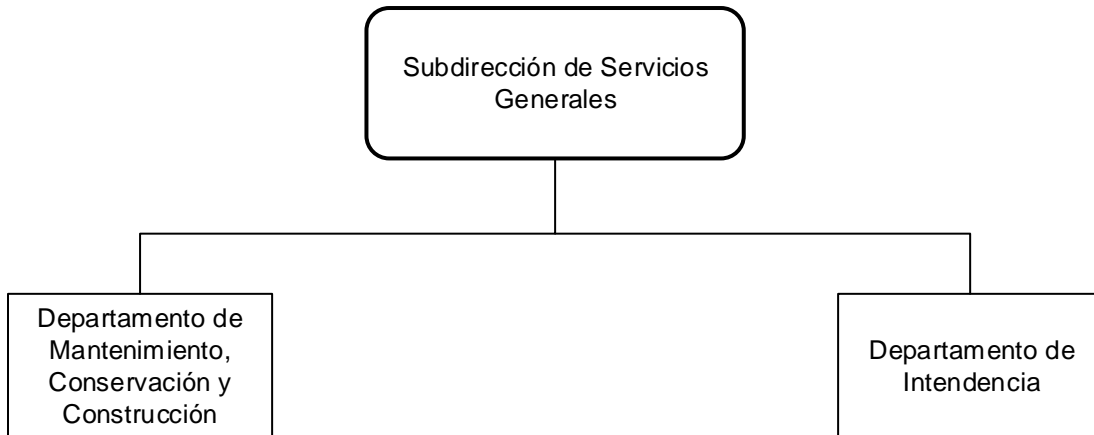 Subdirección de Servicios
Generales
Departamento de
Mantenimiento,
Conservación y
Construcción
Departamento de
Intendencia